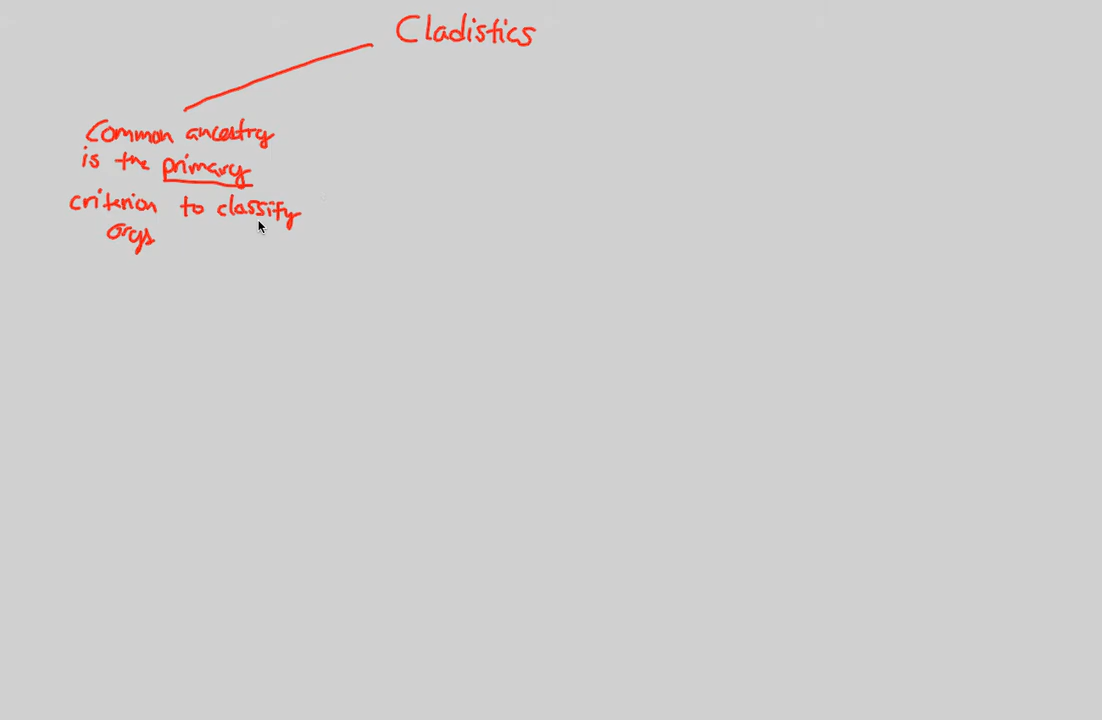 Cladistics
Common ancestry
is the primary
criterion to classify
orgs